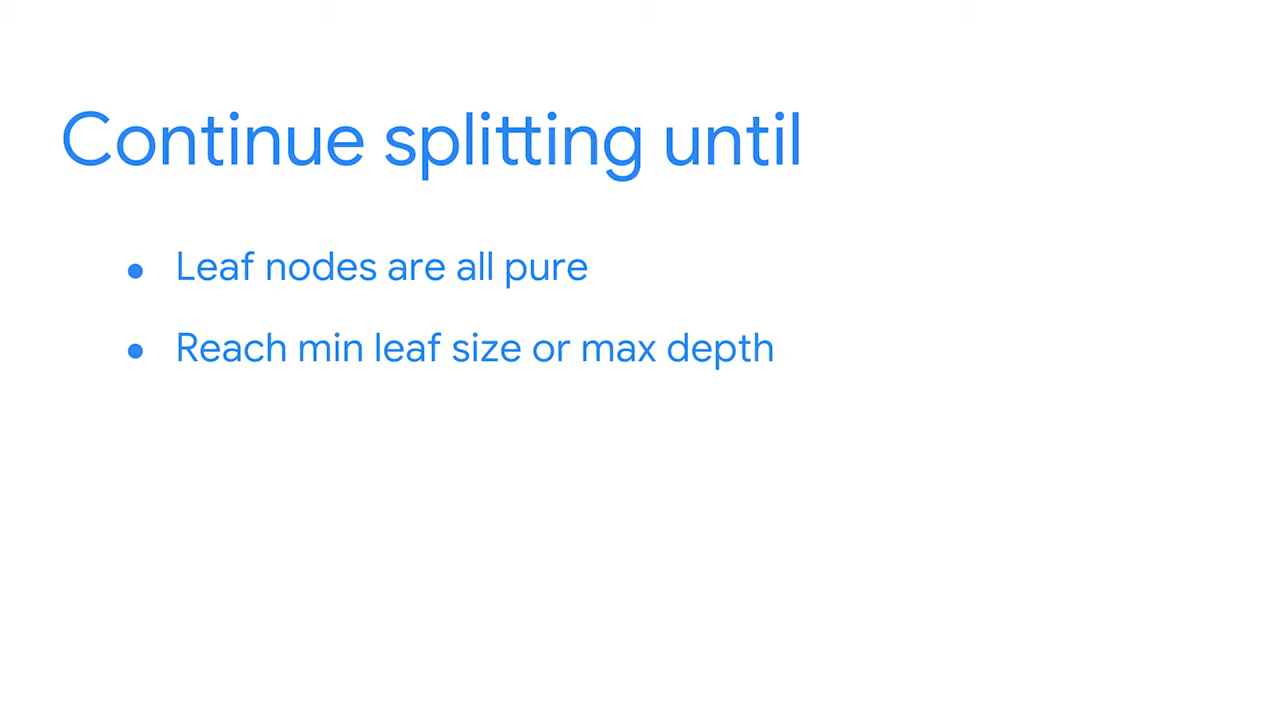 Continue splitting until
● Leaf nodes are all pure
● Reach min leaf size or max depth